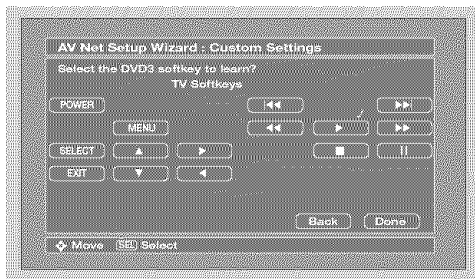 AV Net Setup Wizard : Custom Settings
Select the DVD3 softkey to learn?
TV Softkeys
POWER
MENU
SELECT
EXIT
Back Done
Move SEL Select